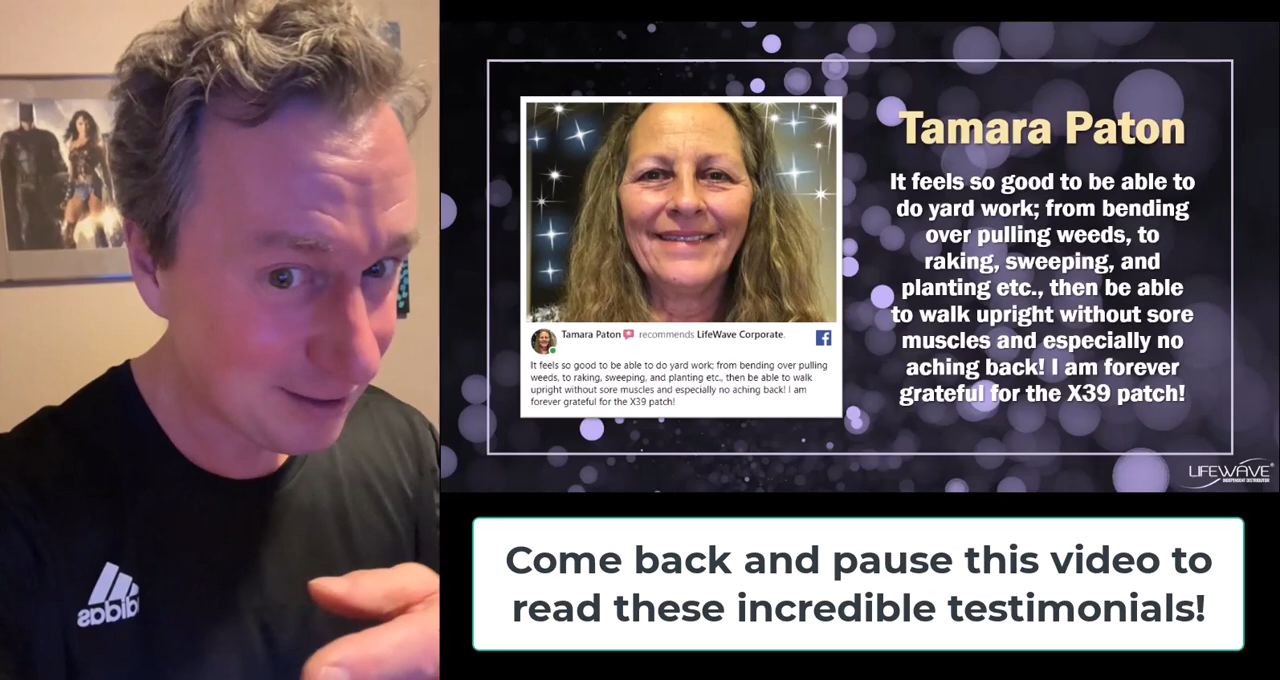 adidas
Tamara Paton
It feels so good to be able to
do yard work; from bending
over pulling weeds, to
raking, sweeping, and
planting etc., then be able
to walk upright without sore
muscles and especially no
aching back! I am forever
grateful for the X39 patch!
Tamara Paton recommends LifeWave Corporate.
It feels so good to be able to do yard work; from bending over pulling
weeds, to raking, sweeping, and planting etc., then be able to walk
upright without sore muscles and especially no aching back! I am
forever grateful for the X39 patch!
LIFEWAVE®
INDEPENDENT DISTRIBUTOR
Come back and pause this video to
read these incredible testimonials!